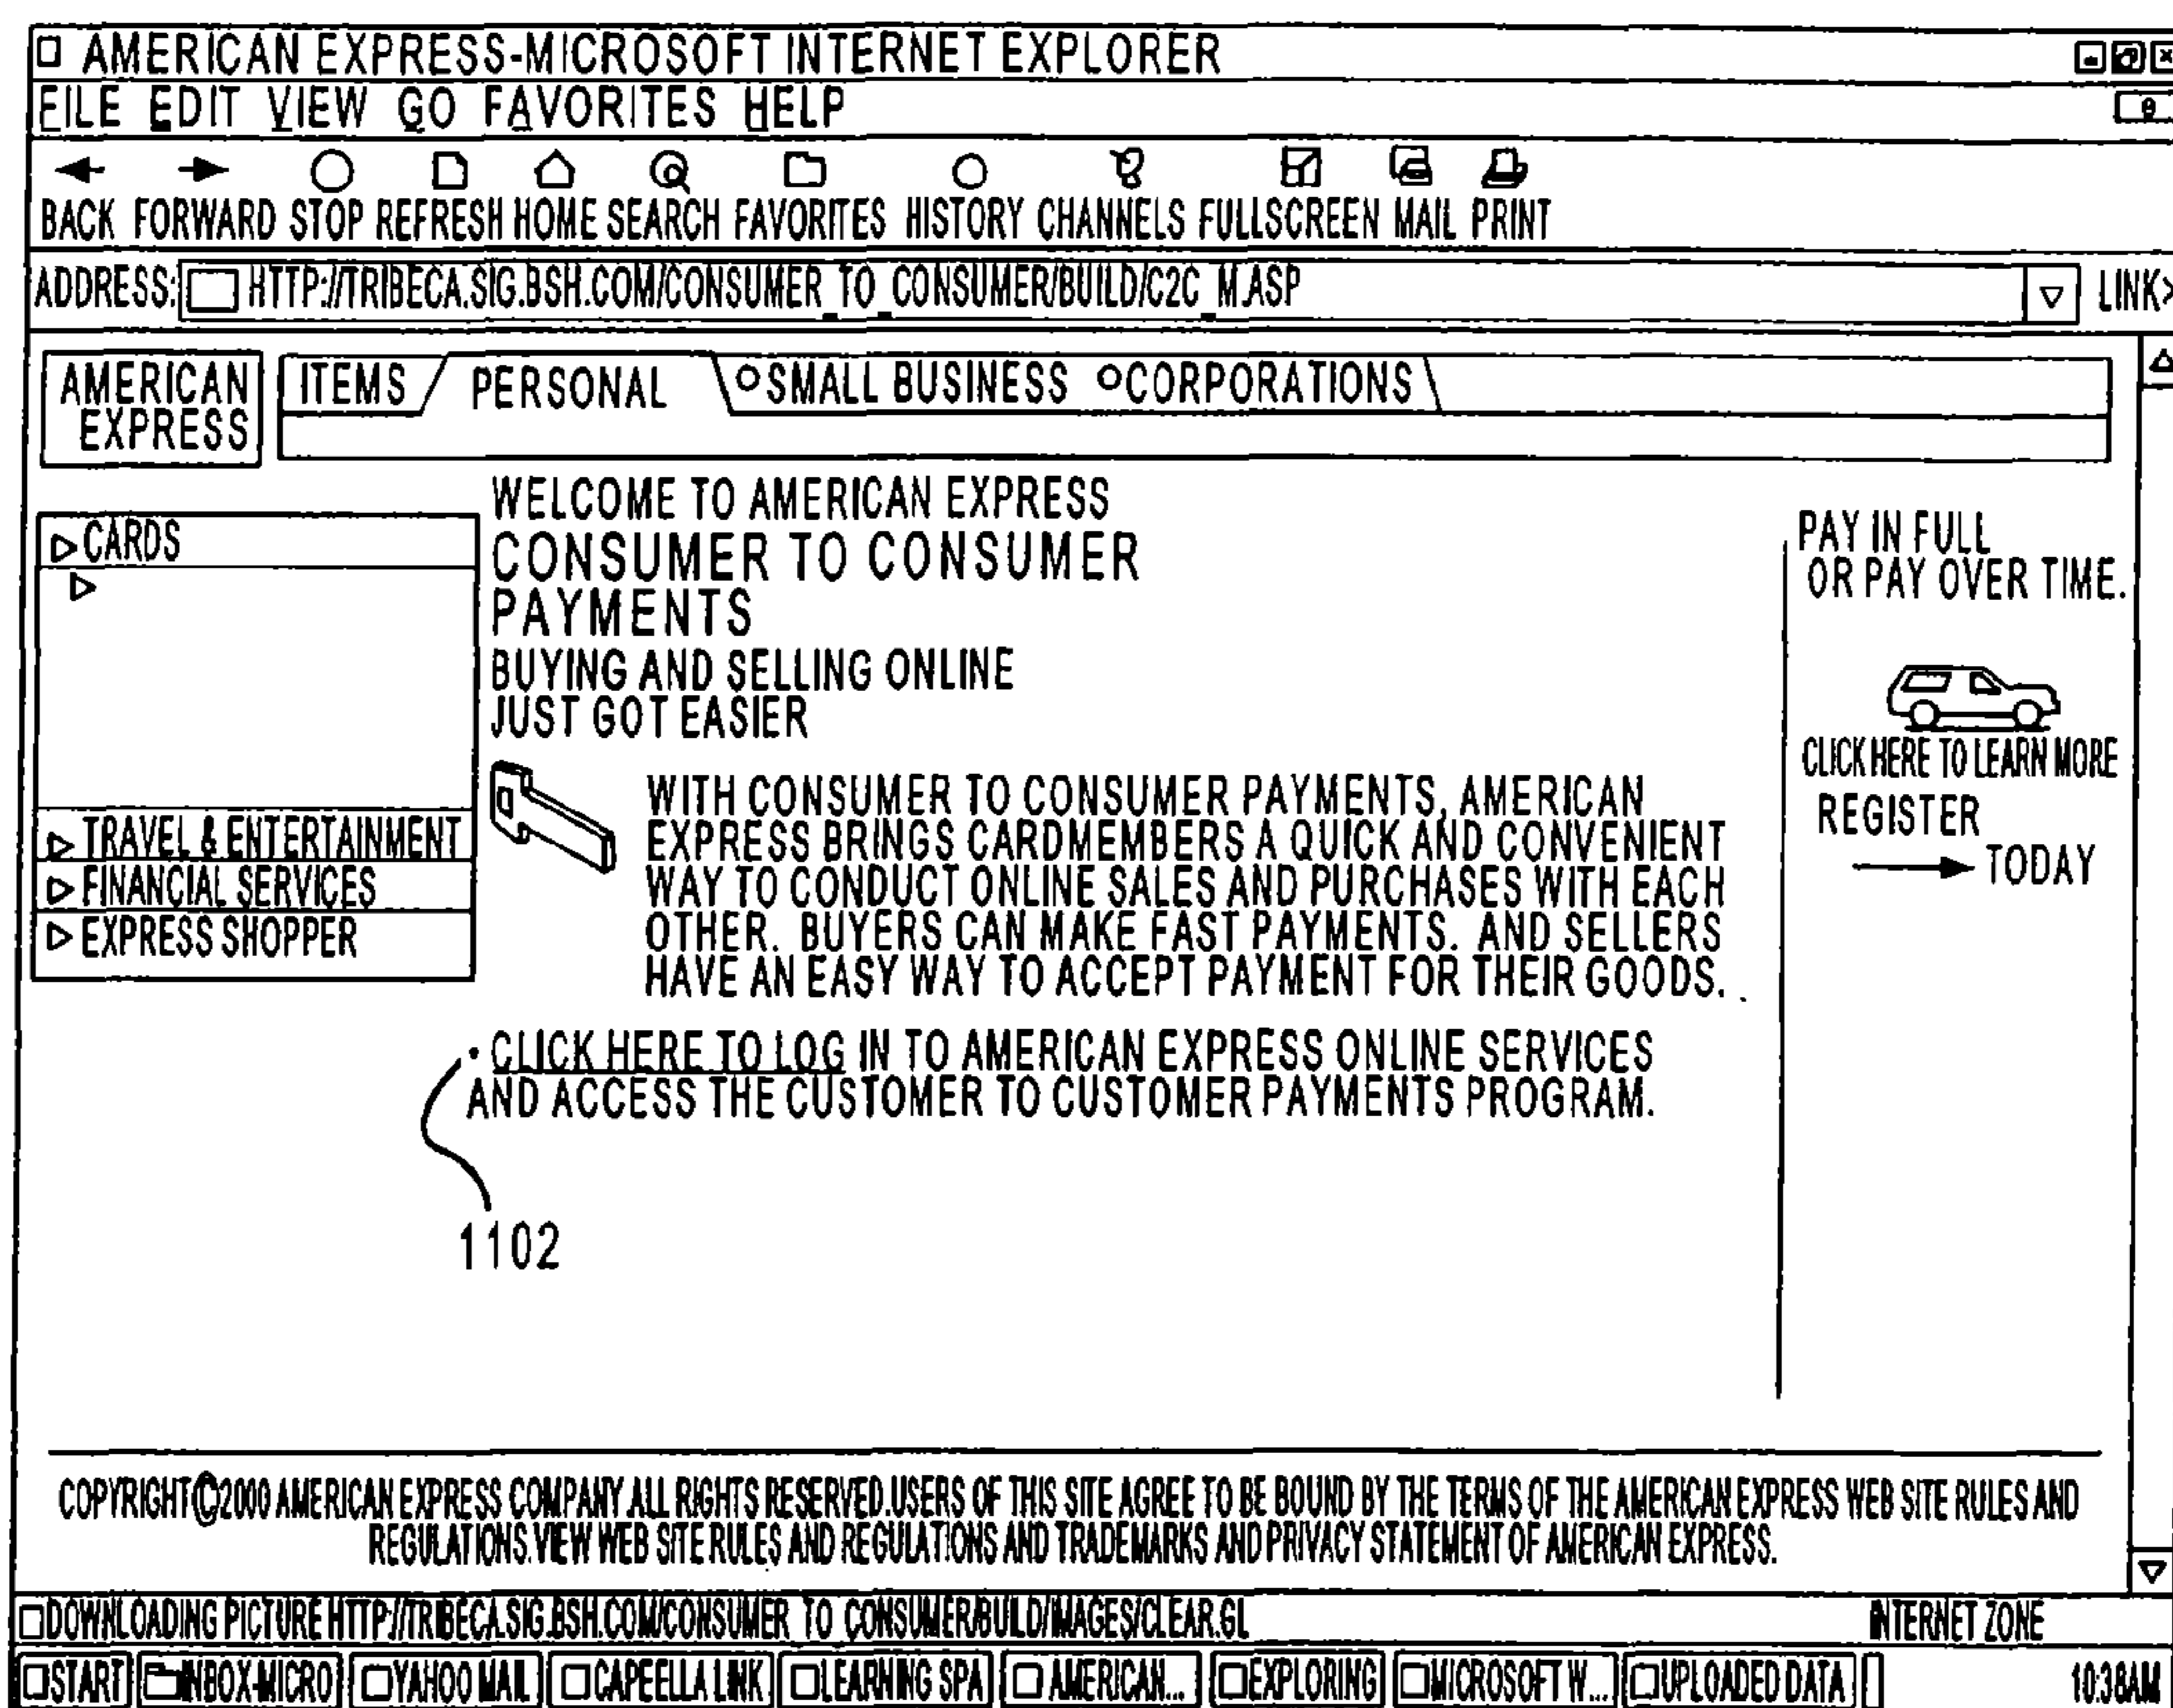 AMERICAN EXPRESS-MICROSOFT INTERNET EXPLORER
FILE EDIT VIEW GO FAVORITES HELP
BACK FORWARD STOP REFRESH HOME SEARCH FAVORITES HISTORY CHANNELS FULLSCREEN MAIL PRINT
ADDRESS: HTTP://TRIBECA.SIG.BSH.COM/CONSUMER_TO_CONSUMER/BUILD/C2C_M.ASP LINK>
AMERICAN
EXPRESS
ITEMS PERSONAL SMALL BUSINESS CORPORATIONS
CARDS
TRAVEL & ENTERTAINMENT
FINANCIAL SERVICES
EXPRESS SHOPPER
WELCOME TO AMERICAN EXPRESS
CONSUMER TO CONSUMER
PAYMENTS
BUYING AND SELLING ONLINE
JUST GOT EASIER
WITH CONSUMER TO CONSUMER PAYMENTS, AMERICAN
EXPRESS BRINGS CARDMEMBERS A QUICK AND CONVENIENT
WAY TO CONDUCT ONLINE SALES AND PURCHASES WITH EACH
OTHER. BUYERS CAN MAKE FAST PAYMENTS. AND SELLERS
HAVE AN EASY WAY TO ACCEPT PAYMENT FOR THEIR GOODS.
· CLICK HERE TO LOG IN TO AMERICAN EXPRESS ONLINE SERVICES
AND ACCESS THE CUSTOMER TO CUSTOMER PAYMENTS PROGRAM.
1102
PAY IN FULL
OR PAY OVER TIME.
CLICK HERE TO LEARN MORE
REGISTER
TODAY
COPYRIGHT©2000 AMERICAN EXPRESS COMPANY ALL RIGHTS RESERVED.USERS OF THIS SITE AGREE TO BE BOUND BY THE TERMS OF THE AMERICAN EXPRESS WEB SITE RULES AND
REGULATIONS.VIEW WEB SITE RULES AND REGULATIONS AND TRADEMARKS AND PRIVACY STATEMENT OF AMERICAN EXPRESS.
DOWNLOADING PICTURE HTTP://TRIBECA.SIG.BSH.COM/CONSUMER TO CONSUMER/BUILD/IMAGES/CLEAR.GL INTERNET ZONE
START INBOX-MICRO YAHOO MAIL CAPEELLA LINK LEARNING SPA AMERICAN... EXPLORING MICROSOFT W... UPLOADED DATA 10:38AM